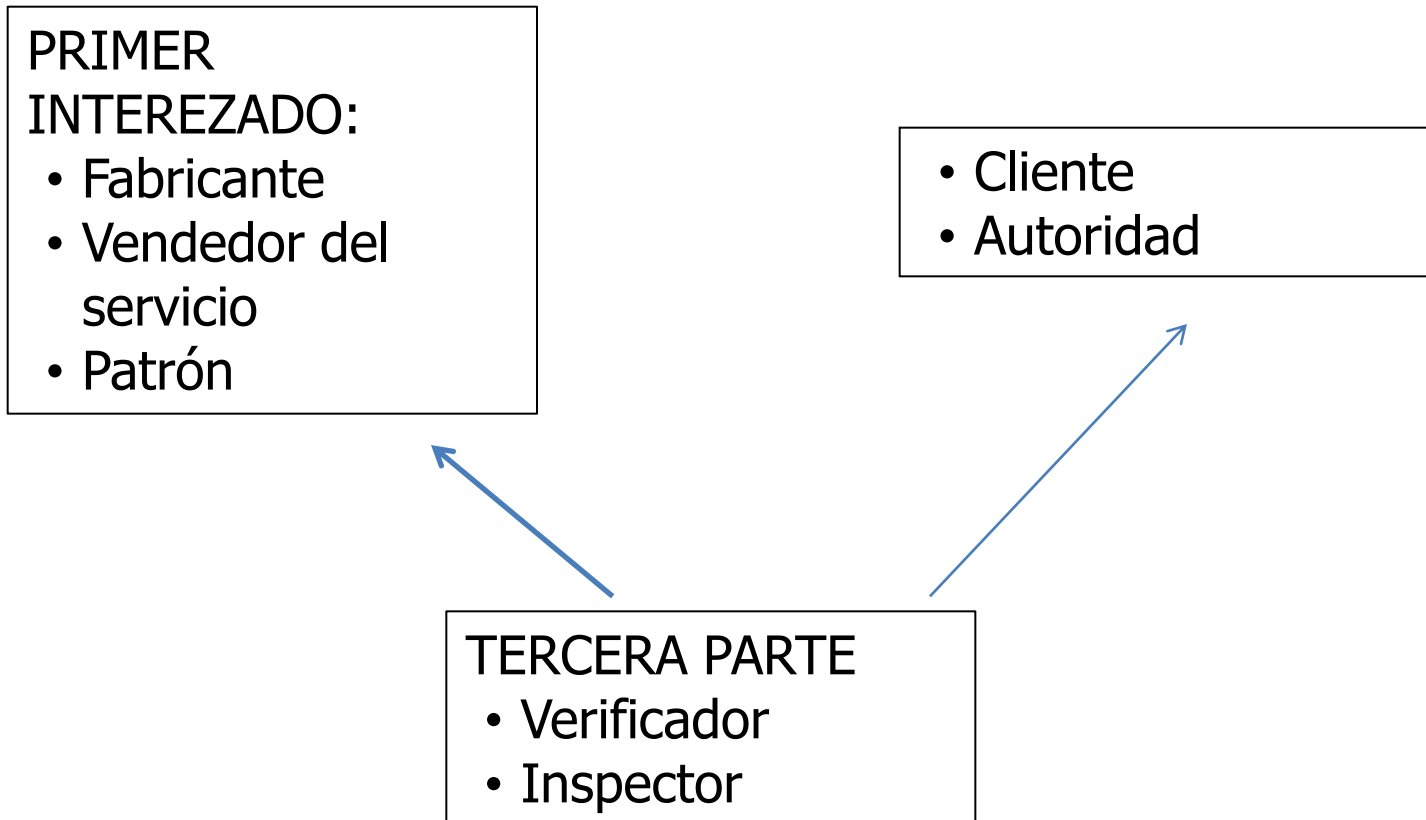 PRIMER
INTEREZADO:
• Fabricante
• Vendedor del
servicio
• Patrón
• Cliente
• Autoridad
TERCERA PARTE
• Verificador
• Inspector